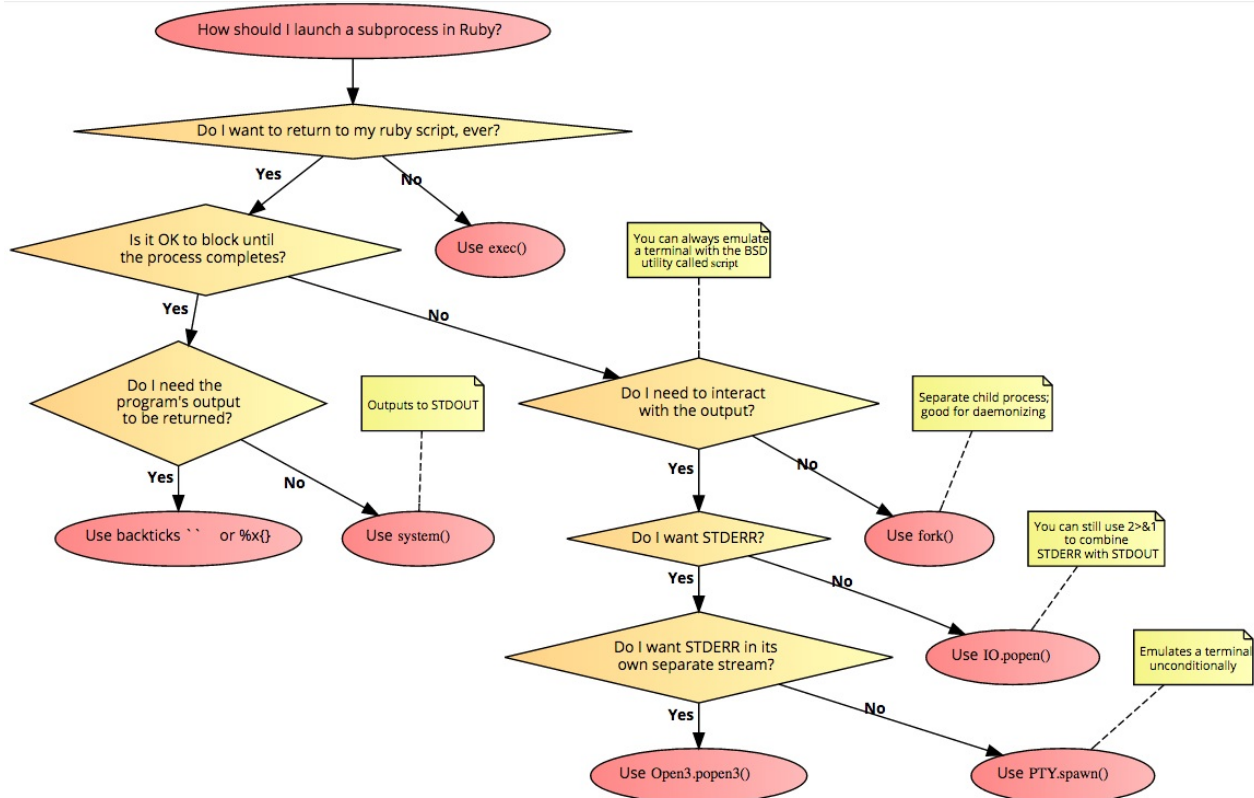 How should I launch a subprocess in Ruby?
Do I want to return to my ruby script, ever?
Yes
No
Is it OK to block until
the process completes?
Use exec()
You can always emulate
a terminal with the BSD
utility called script
Yes
No
Do I need the
program's output
to be returned?
Outputs to STDOUT
Do I need to interact
with the output?
Separate child process;
good for daemonizing
Yes
No
Yes
No
Use backticks ` ` or %x{}
Use system()
Do I want STDERR?
Use fork()
You can still use 2>&1
to combine
STDERR with STDOUT
Yes
No
Do I want STDERR in its
own separate stream?
Use IO.popen()
Emulates a terminal
unconditionally
Yes
No
Use Open3.popen3()
Use PTY.spawn()